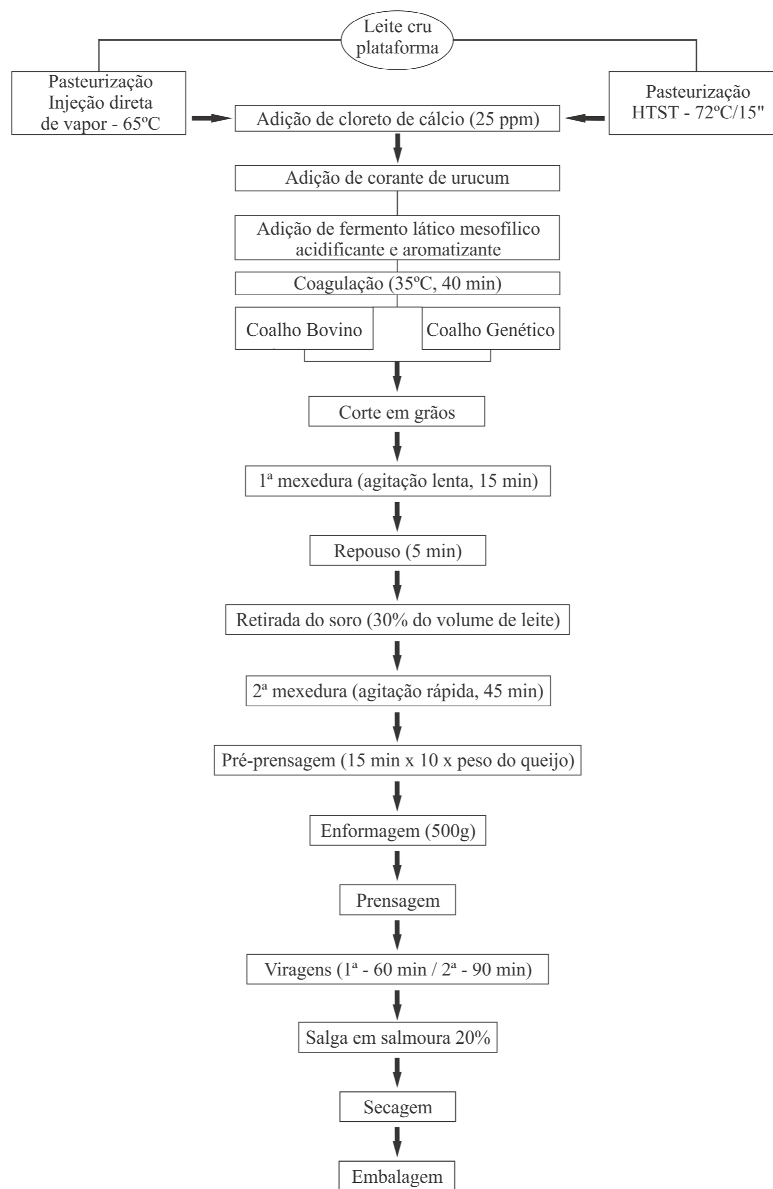 Leite cru
plataforma
Pasteurização
Injeção direta
de vapor - 65ºC
Pasteurização
HTST - 72ºC/15"
Adição de cloreto de cálcio (25 ppm)
Adição de corante de urucum
Adição de fermento lático mesofílico
acidificante e aromatizante
Coagulação (35ºC, 40 min)
Coalho Bovino
Coalho Genético
Corte em grãos
1ª mexedura (agitação lenta, 15 min)
Repouso (5 min)
Retirada do soro (30% do volume de leite)
2ª mexedura (agitação rápida, 45 min)
Pré-prensagem (15 min x 10 x peso do queijo)
Enformagem (500g)
Prensagem
Viragens (1ª - 60 min / 2ª - 90 min)
Salga em salmoura 20%
Secagem
Embalagem